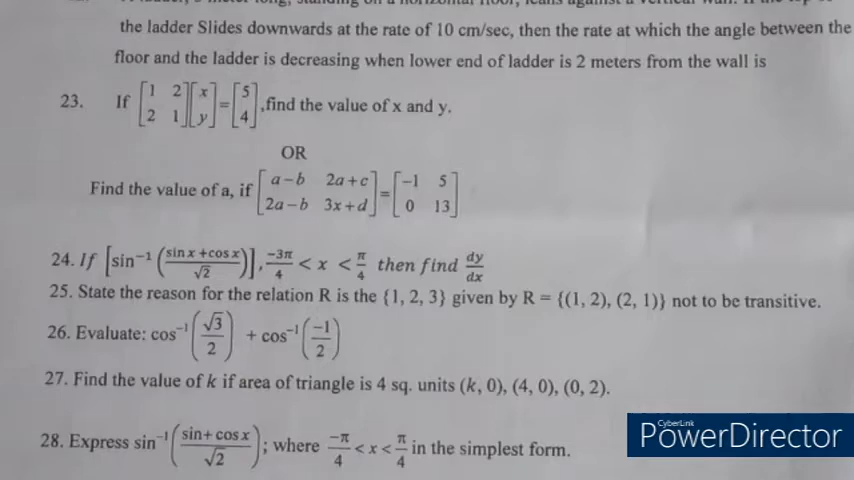 the ladder Slides downwards at the rate of 10 cm/sec, then the rate at which the angle between the
floor and the ladder is decreasing when lower end of ladder is 2 meters from the wall is
23. If [1 2 2 1][x y]=[5 4],find the value of x and y.
OR
Find the value of a, if [a−b 2a+c 2a−b 3x+d]=[−1 5 0 13]
24. If [sin⁻¹ (sin x +cos x/√2)], −3π/4 < x < π/4 then find dy/dx
25. State the reason for the relation R is the {1, 2, 3} given by R = {(1, 2), (2, 1)} not to be transitive.
26. Evaluate: cos⁻¹(√3/2) + cos⁻¹(−1/2)
27. Find the value of k if area of triangle is 4 sq. units (k, 0), (4, 0), (0, 2).
28. Express sin⁻¹(sin+ cos x/√2); where −π/4 < x < π/4 in the simplest form.
CyberLink
PowerDirector